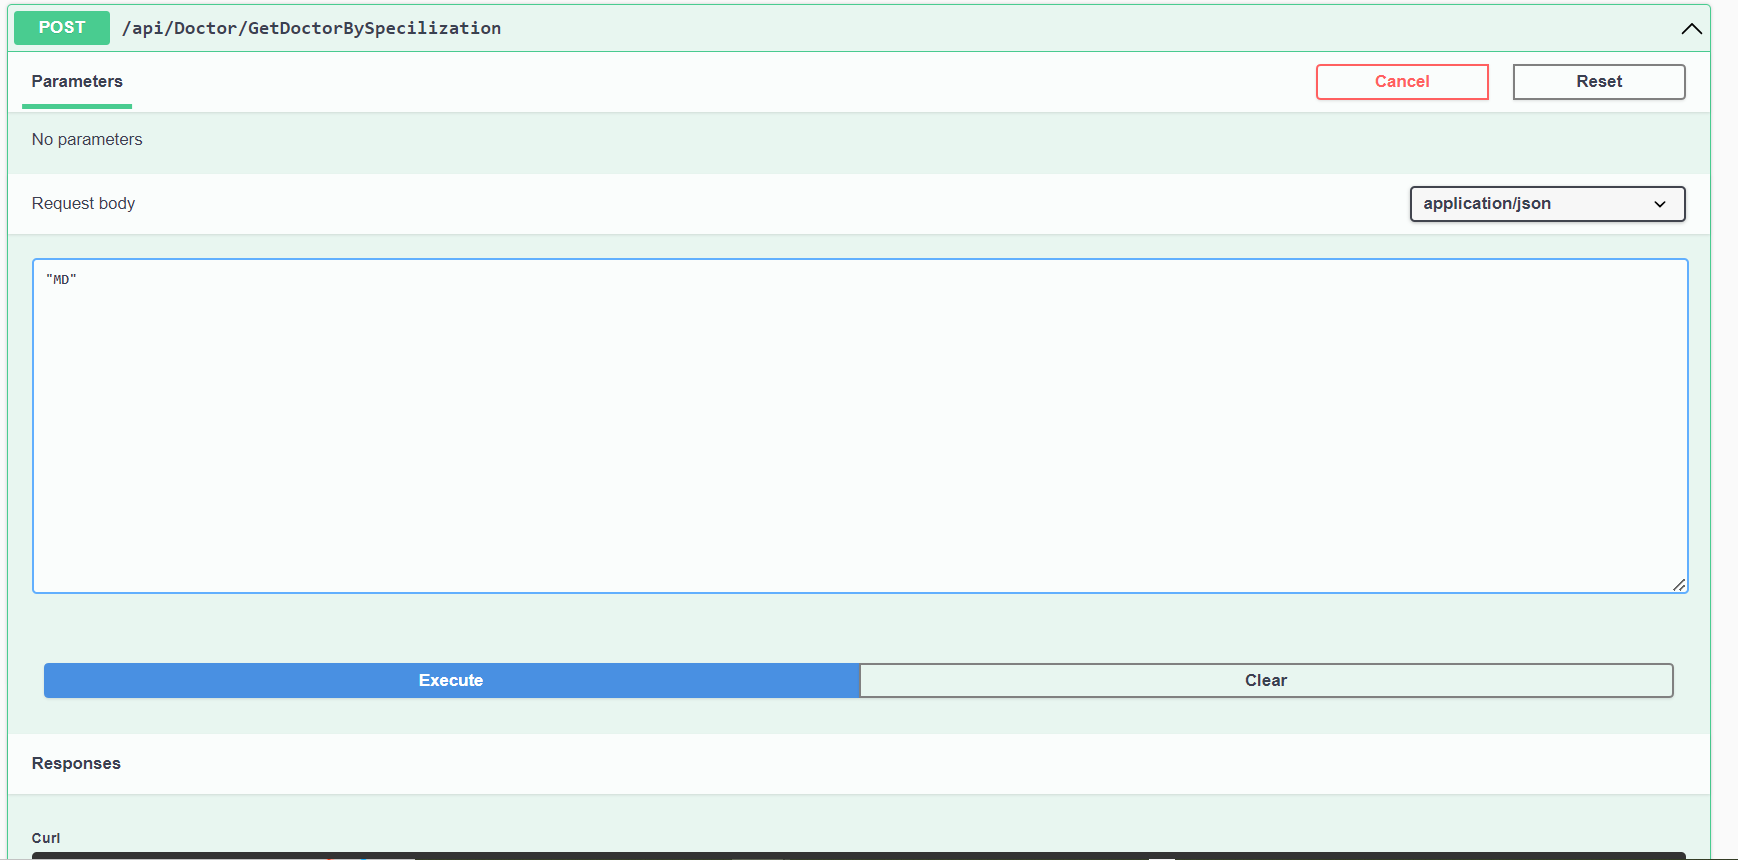 POST /api/Doctor/GetDoctorBySpecilization
Parameters
Cancel
Reset
No parameters
Request body
application/json
"MD"
Execute
Clear
Responses
Curl